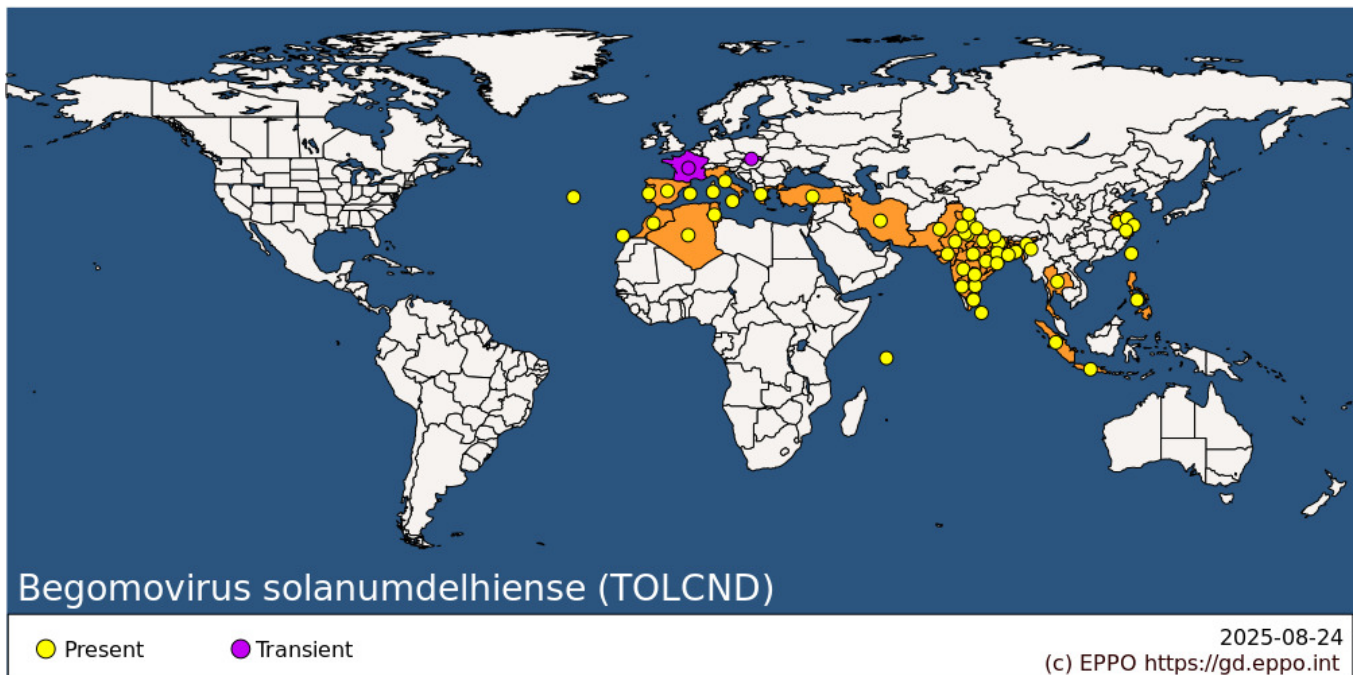 Begomovirus solanumdelhiense (TOLCND)
Present
Transient
2025-08-24
(c) EPPO https://gd.eppo.int